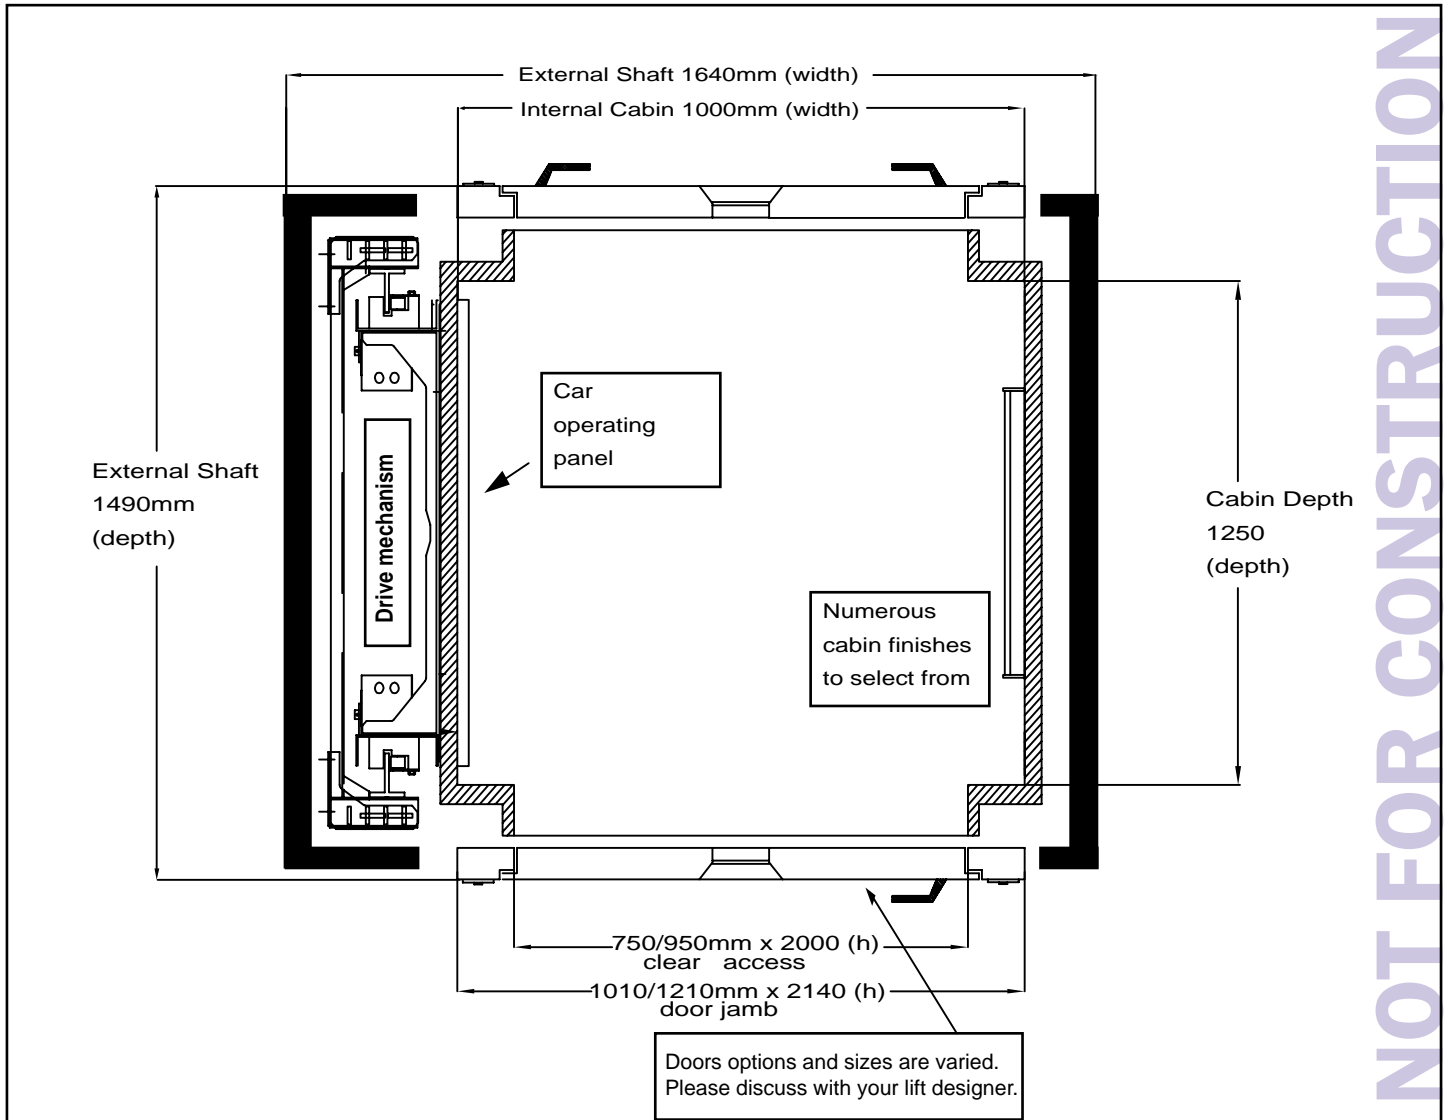 External Shaft 1640mm (width)
Internal Cabin 1000mm (width)
Car
operating
panel
External Shaft
1490mm
(depth)
Drive mechanism
Cabin Depth
1250
(depth)
Numerous
cabin finishes
to select from
750/950mm x 2000 (h)
clear access
1010/1210mm x 2140 (h)
door jamb
Doors options and sizes are varied.
Please discuss with your lift designer.
NOT FOR CONSTRUCTION